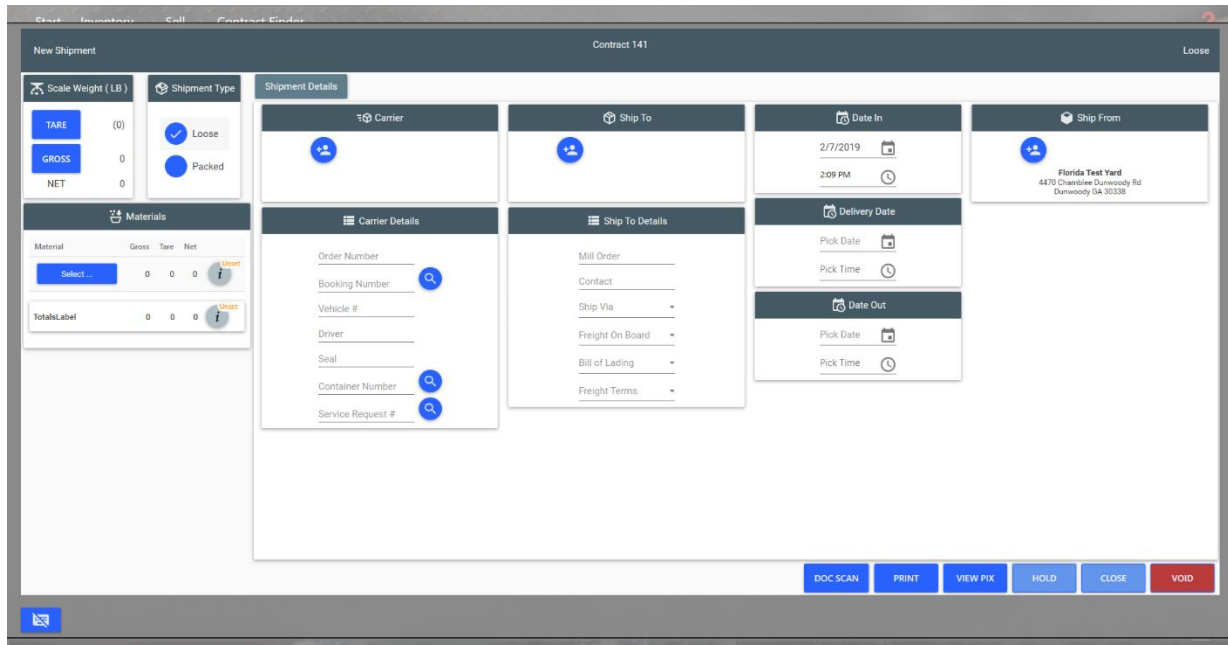 Start Inventory Sell Contract Finder
New Shipment
Contract 141
Loose
Scale Weight ( LB )
TARE (0)
GROSS 0
NET 0
Shipment Type
Loose
Packed
Materials
Material Gross Tare Net
Select ... 0 0 0 i Unset
TotalsLabel 0 0 0 i Unset
Shipment Details
Carrier
Carrier Details
Order Number
Booking Number
Vehicle #
Driver
Seal
Container Number
Service Request #
Ship To
Ship To Details
Mill Order
Contact
Ship Via
Freight On Board
Bill of Lading
Freight Terms
Date In
2/7/2019
2:09 PM
Delivery Date
Pick Date
Pick Time
Date Out
Pick Date
Pick Time
Ship From
Florida Test Yard
4470 Chamblee Dunwoody Rd
Dunwoody GA 30338
DOC SCAN PRINT VIEW PIX HOLD CLOSE VOID